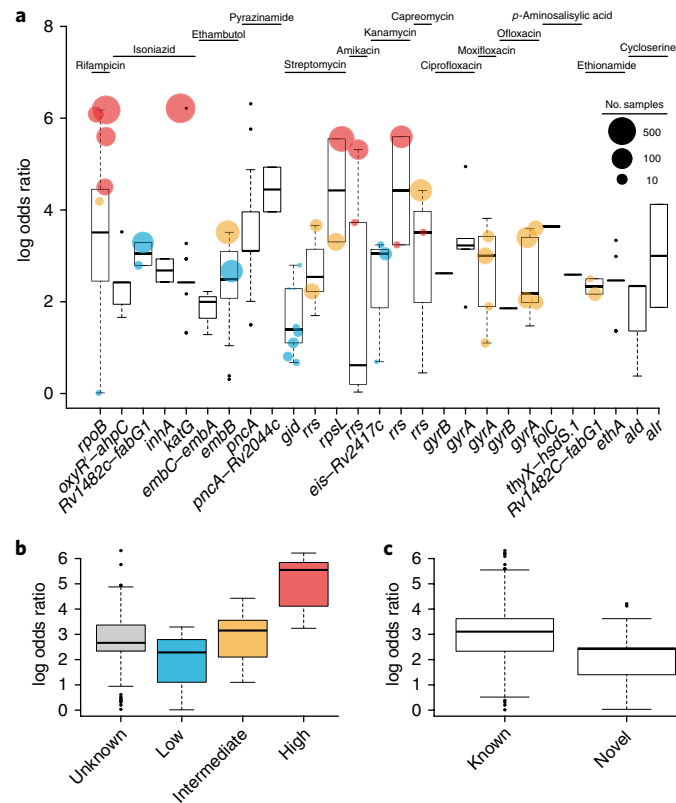 a
8
6
4
2
0
log odds ratio
Rifampicin
Isoniazid
Ethambutol
Pyrazinamide
Streptomycin
Amikacin
Kanamycin
Capreomycin
Ciprofloxacin
Moxifloxacin
Ofloxacin
p-Aminosalisylic acid
Ethionamide
Cycloserine
No. samples
500
100
10
rpoB
oxyR'–ahpC
Rv1482c–fabG1
inhA
katG
embC–embA
embB
pncA
pncA–Rv2044c
gid
rrs
rpsL
rrs
eis–Rv2417c
rrs
rrs
gyrB
gyrA
gyrA
gyrB
gyrA
folC
thyX–hsdS.1
Rv1482C–fabG1
ethA
ald
alr
b
6
5
4
3
2
1
0
log odds ratio
Unknown
Low
Intermediate
High
c
6
5
4
3
2
1
0
log odds ratio
Known
Novel